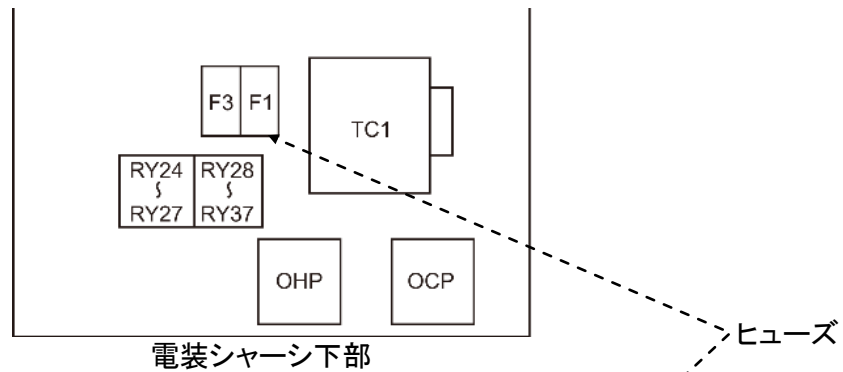 F3 F1
TC1
RY24 RY28
〜 〜
RY27 RY37
OHP OCP
ヒューズ
電装シャーシ下部